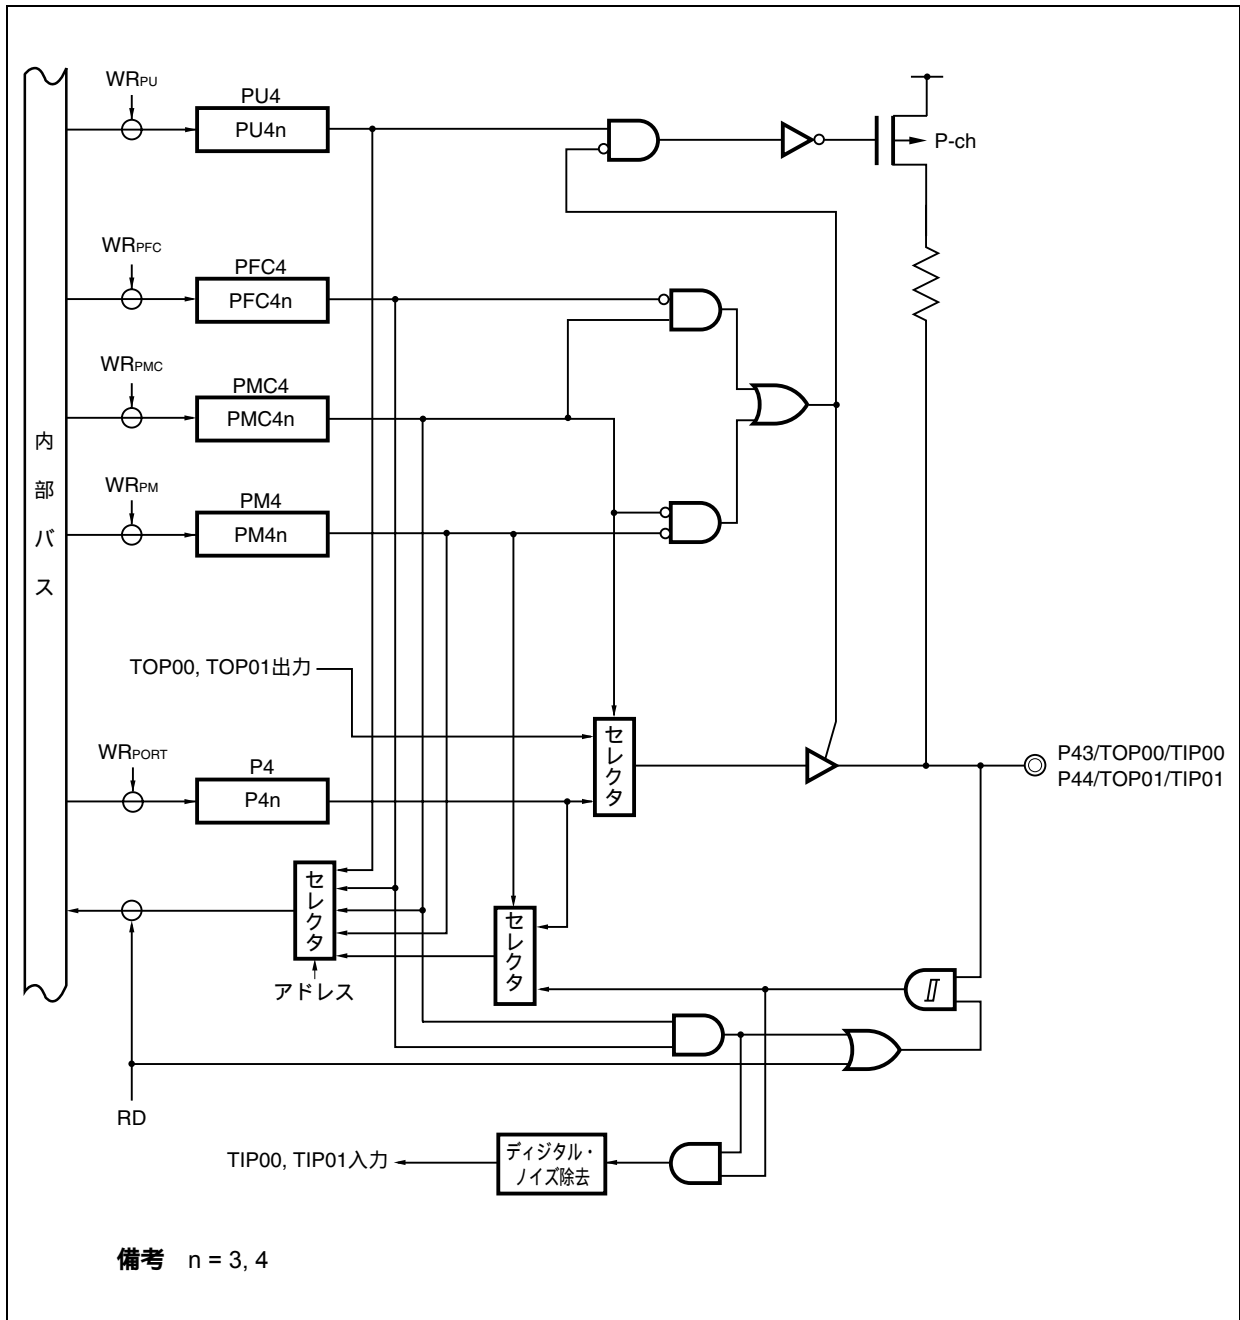 WRPU
PU4
PU4n
P-ch
WRPFC
PFC4
PFC4n
WRPMC
PMC4
PMC4n
内部バス
WRPM
PM4
PM4n
TOP00, TOP01出力
セレクタ
WRPORT
P4
P4n
P43/TOP00/TIP00
P44/TOP01/TIP01
セレクタ
セレクタ
アドレス
RD
TIP00, TIP01入力
ディジタル・
ノイズ除去
備考 n = 3, 4